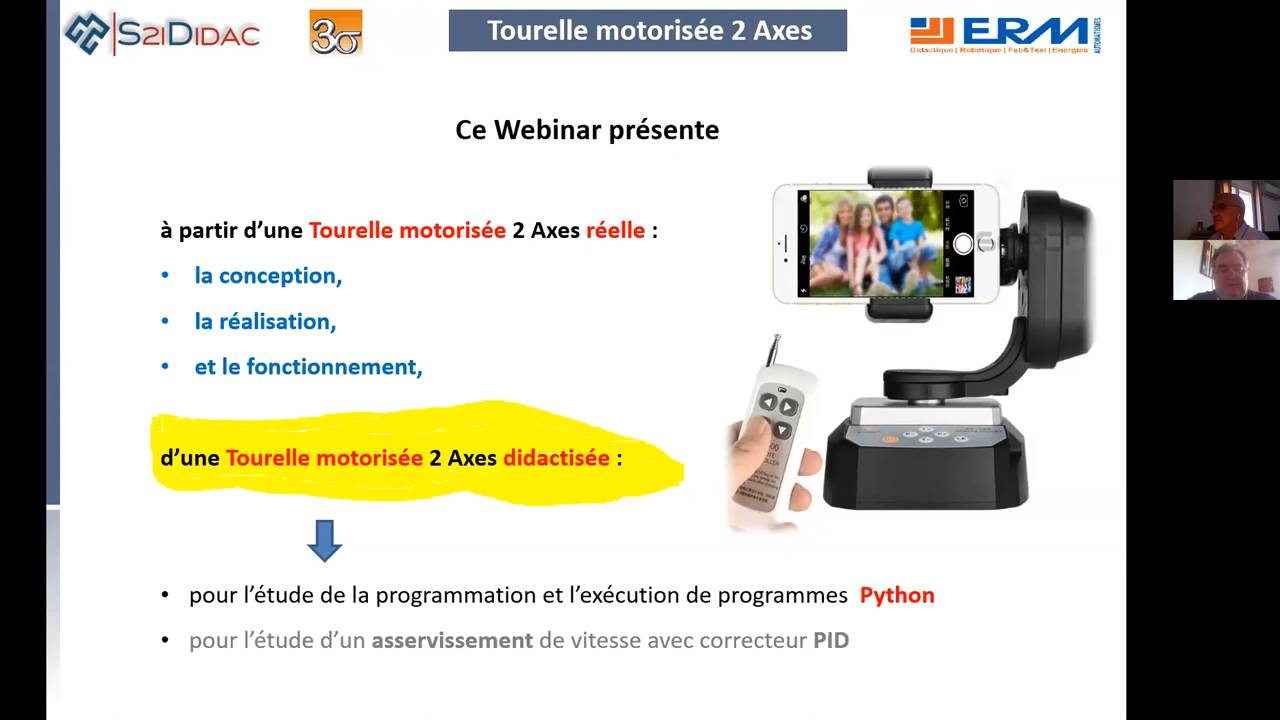 S2IDIDAC
3σ
Tourelle motorisée 2 Axes
ERM
AUTOMATISMES
Didactique | Robotique | Fab&Test | Energies
Ce Webinar présente
à partir d’une Tourelle motorisée 2 Axes réelle :
• la conception,
• la réalisation,
• et le fonctionnement,
d’une Tourelle motorisée 2 Axes didactisée :
• pour l’étude de la programmation et l’exécution de programmes Python
• pour l’étude d’un asservissement de vitesse avec correcteur PID